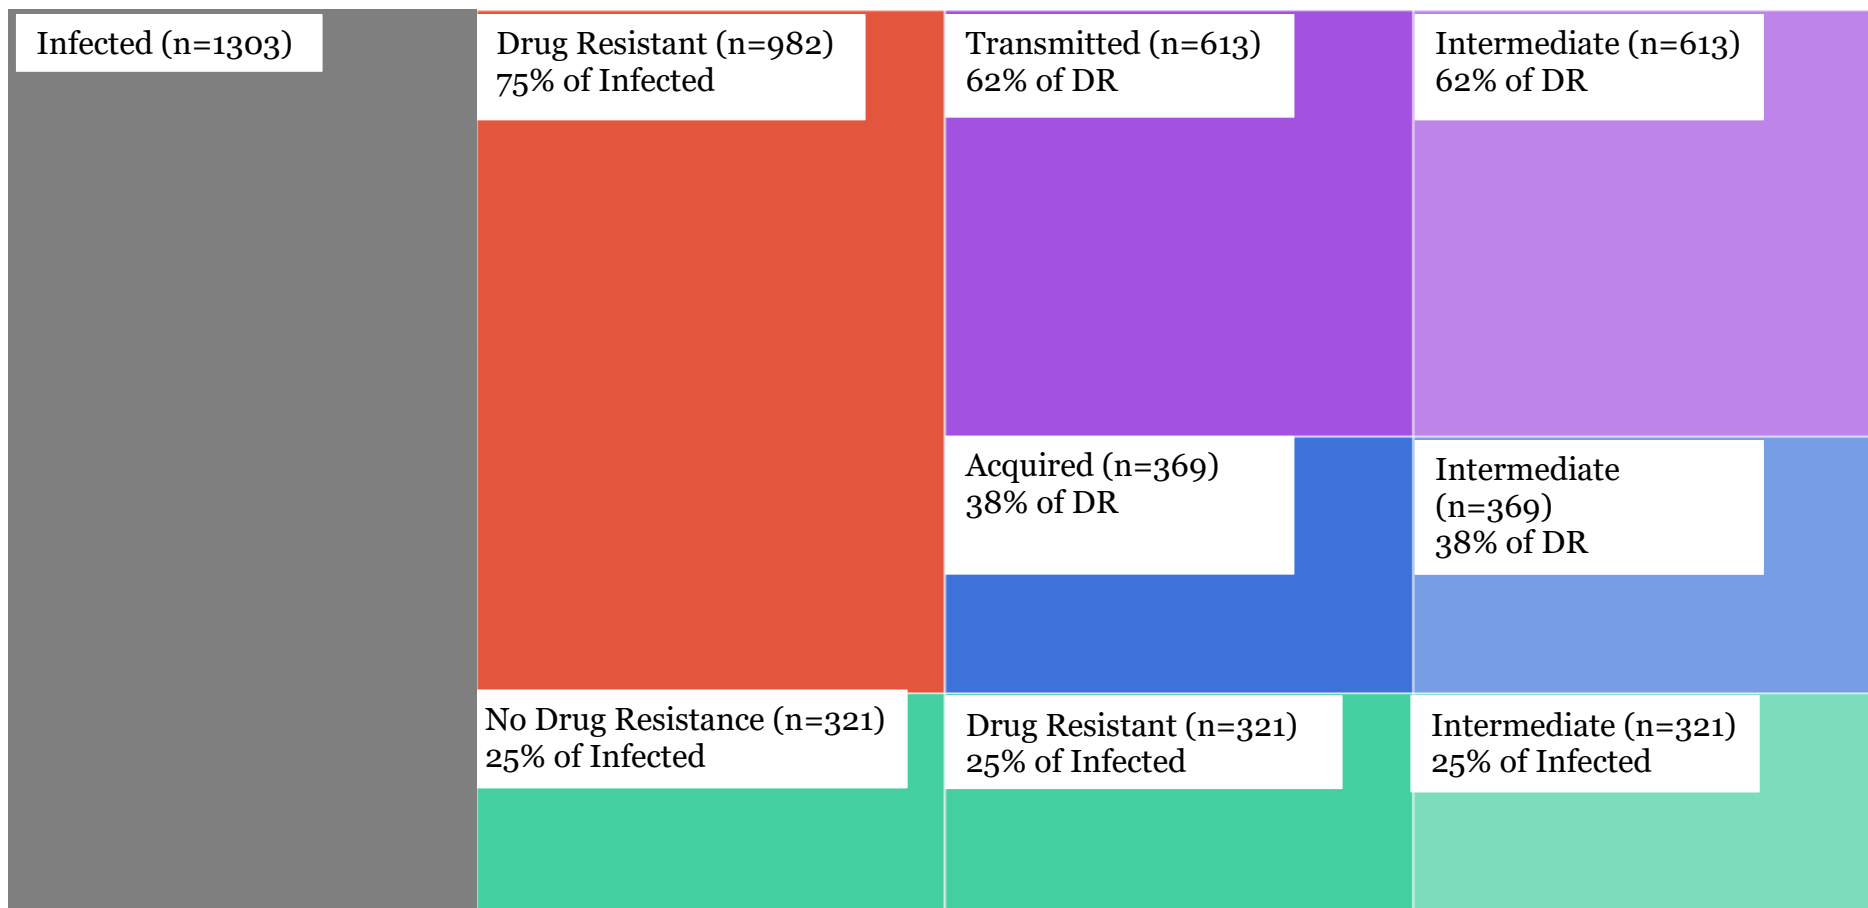 Infected (n=1303)
Drug Resistant (n=982)
75% of Infected
Transmitted (n=613)
62% of DR
Intermediate (n=613)
62% of DR
Acquired (n=369)
38% of DR
Intermediate
(n=369)
38% of DR
No Drug Resistance (n=321)
25% of Infected
Drug Resistant (n=321)
25% of Infected
Intermediate (n=321)
25% of Infected